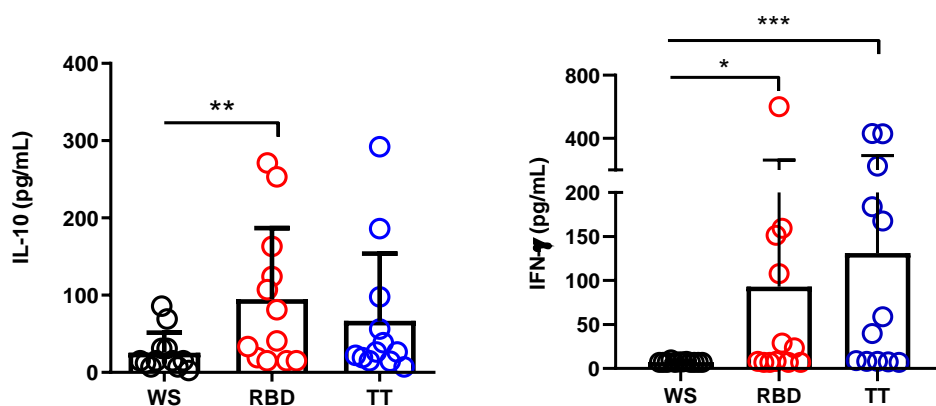 IL-10 (pg/mL)
400
300
200
100
0
**
WS
RBD
TT
IFN-γ (pg/mL)
800
400
200
150
100
50
0
*
***
WS
RBD
TT